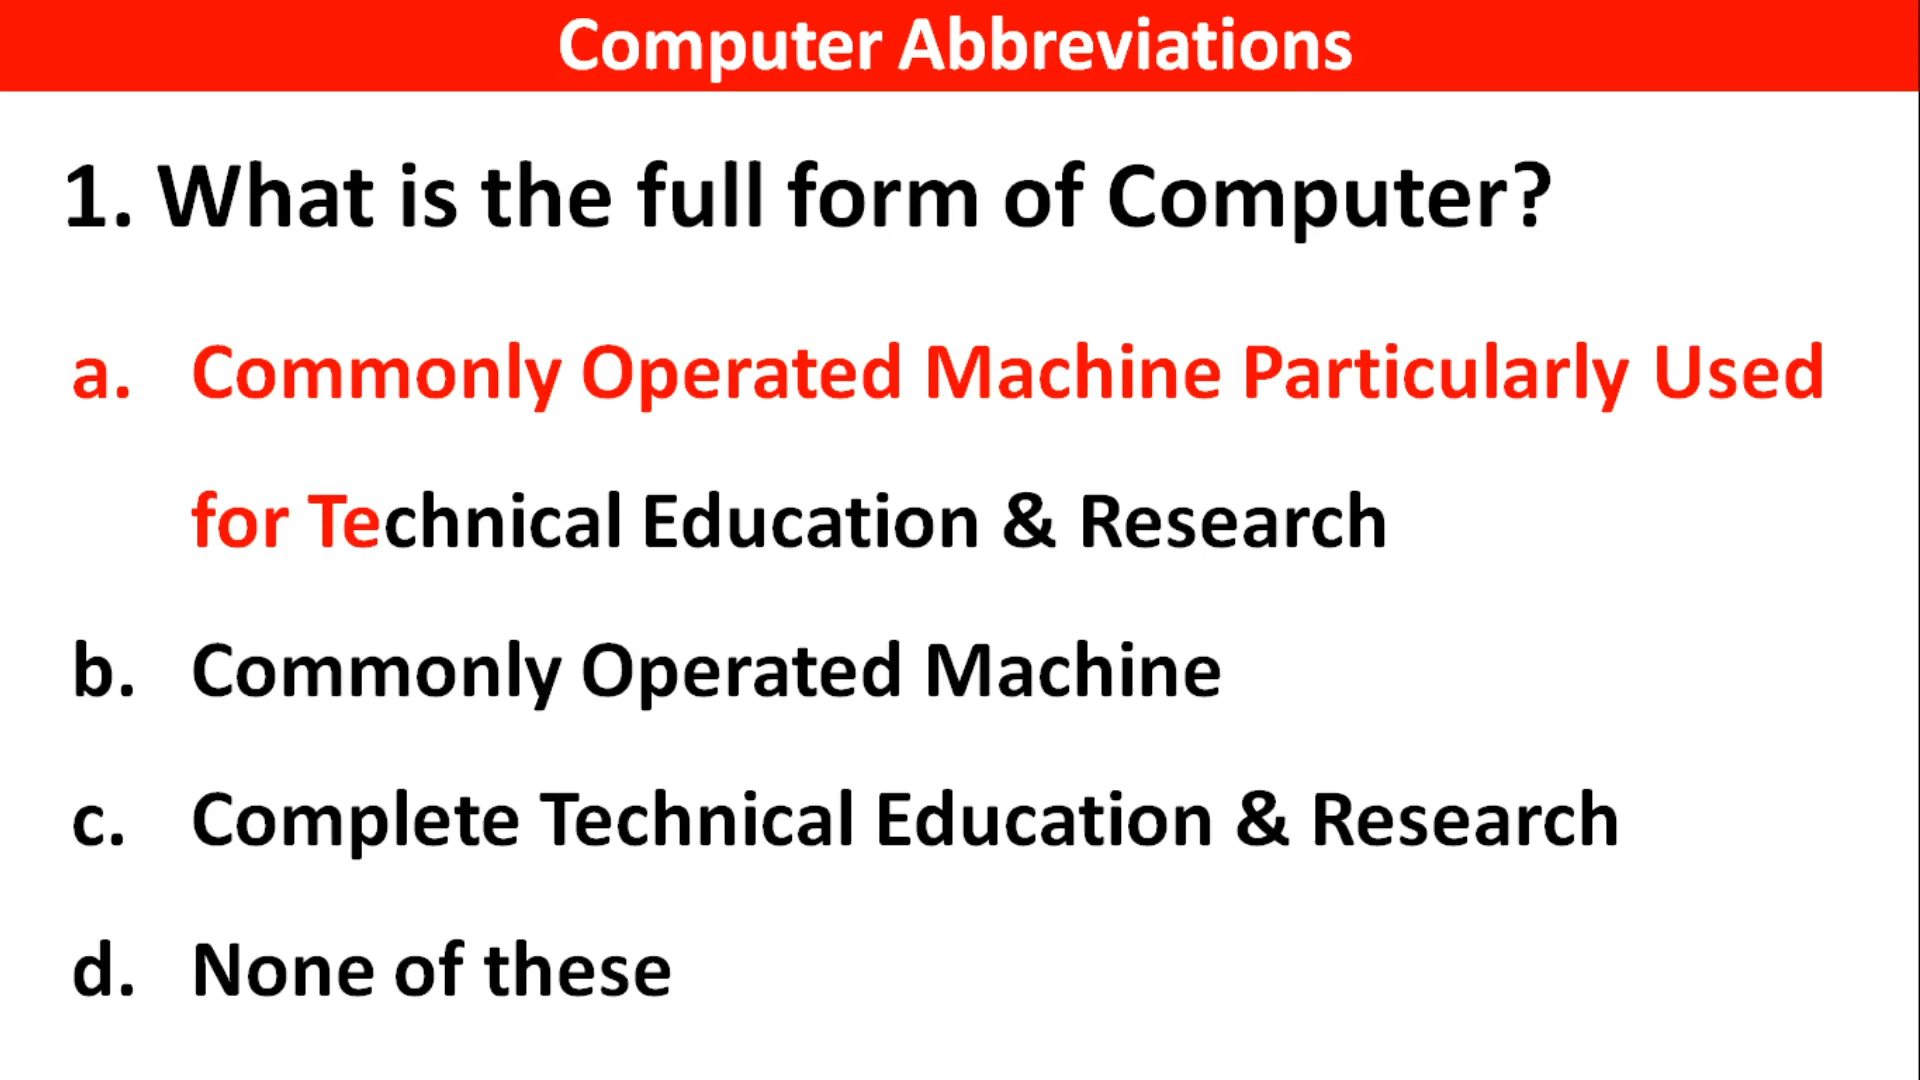 Computer Abbreviations
1. What is the full form of Computer?
a. Commonly Operated Machine Particularly Used
for Technical Education & Research
b. Commonly Operated Machine
c. Complete Technical Education & Research
d. None of these